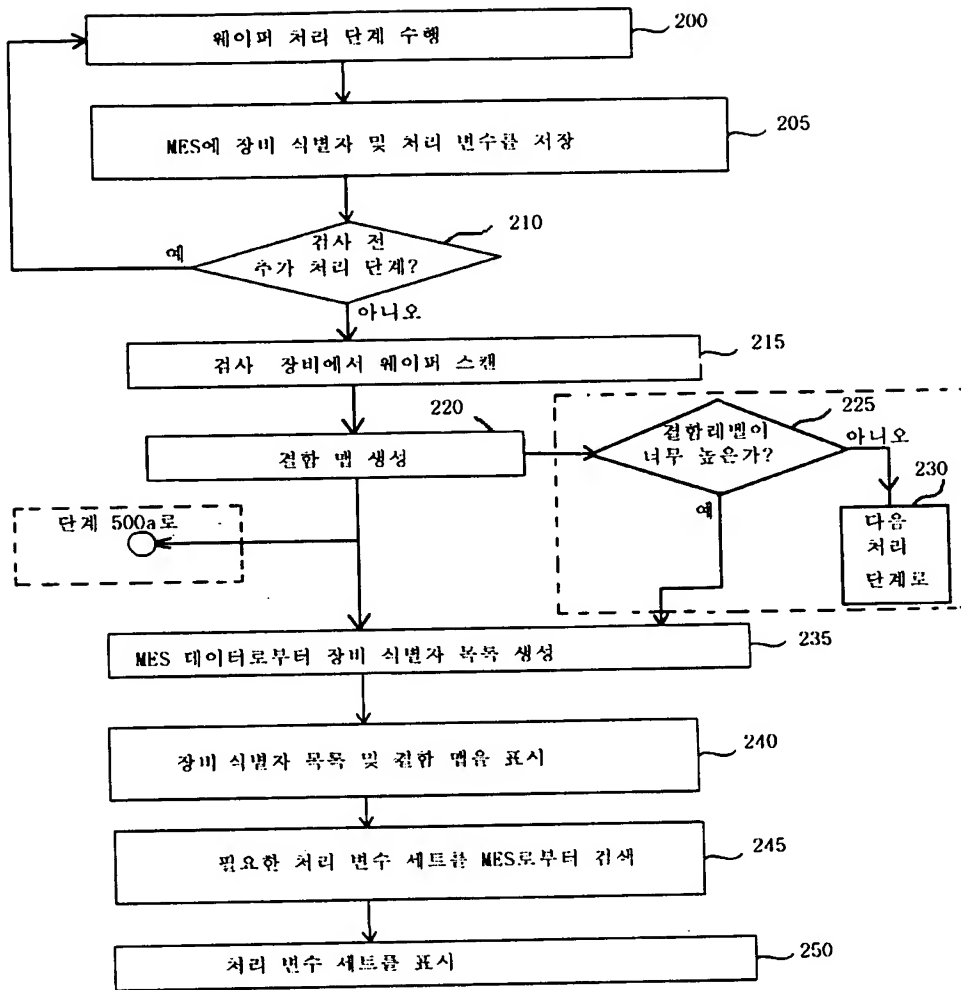 웨이퍼 처리 단계 수행
200
MES에 장비 식별자 및 처리 변수를 저장
205
검사 전
추가 처리 단계?
210
예
아니오
검사 장비에서 웨이퍼 스캔
215
결함 맵 생성
220
결함레벨이
너무 높은가?
225
아니오
예
230
다음
처리
단계로
단계 500a로
MES 데이터로부터 장비 식별자 목록 생성
235
장비 식별자 목록 및 결함 맵을 표시
240
필요한 처리 변수 세트를 MES로부터 검색
245
처리 변수 세트를 표시
250